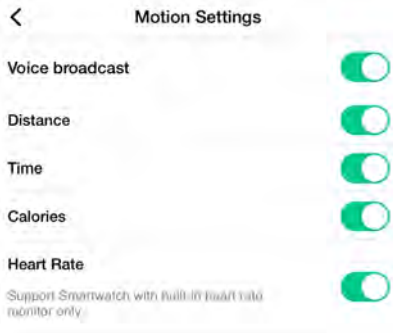 Motion Settings
Voice broadcast
Distance
Time
Calories
Heart Rate
Support Smartwatch with built-in heart rate
monitor only